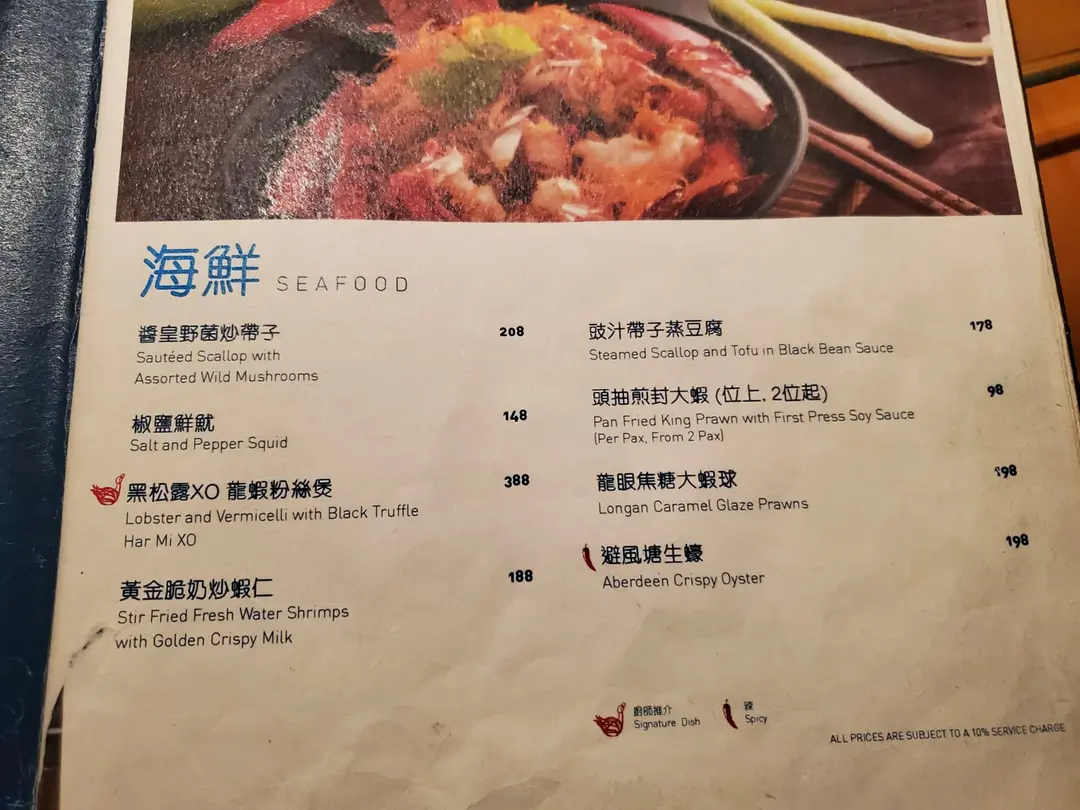 海鮮 SEAFOOD
醬皇野菌炒帶子 208
Sautéed Scallop with
Assorted Wild Mushrooms
椒鹽鮮魷 148
Salt and Pepper Squid
黑松露XO 龍蝦粉絲煲 388
Lobster and Vermicelli with Black Truffle
Har Mi XO
黃金脆奶炒蝦仁 188
Stir Fried Fresh Water Shrimps
with Golden Crispy Milk
豉汁帶子蒸豆腐 178
Steamed Scallop and Tofu in Black Bean Sauce
頭抽煎封大蝦 (位上, 2位起) 98
Pan Fried King Prawn with First Press Soy Sauce
(Per Pax, From 2 Pax)
龍眼焦糖大蝦球 198
Longan Caramel Glaze Prawns
避風塘生蠔 198
Aberdeen Crispy Oyster
廚師推介
Signature Dish
辣
Spicy
ALL PRICES ARE SUBJECT TO A 10% SERVICE CHARGE